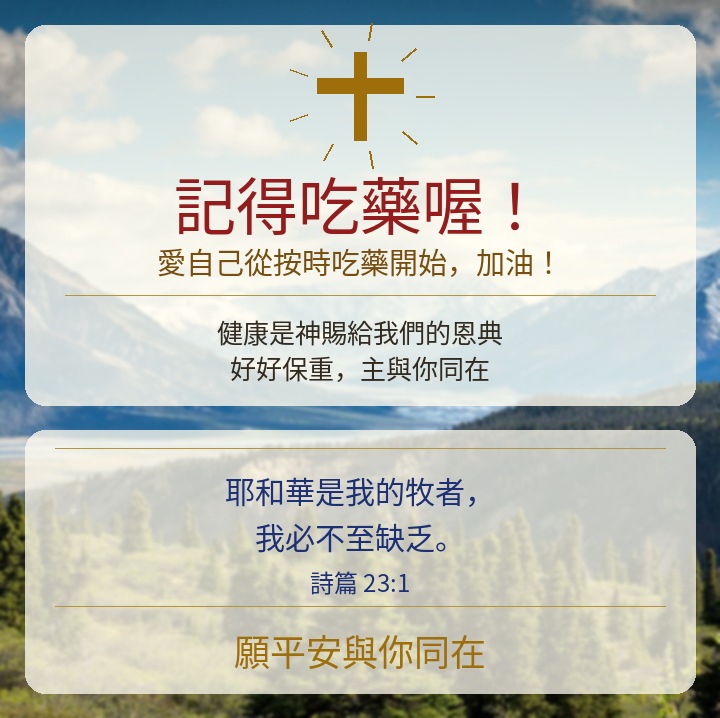 記得吃藥喔！
愛自己從按時吃藥開始，加油！
健康是神賜給我們的恩典
好好保重，主與你同在
耶和華是我的牧者，
我必不至缺乏。
詩篇 23:1
願平安與你同在